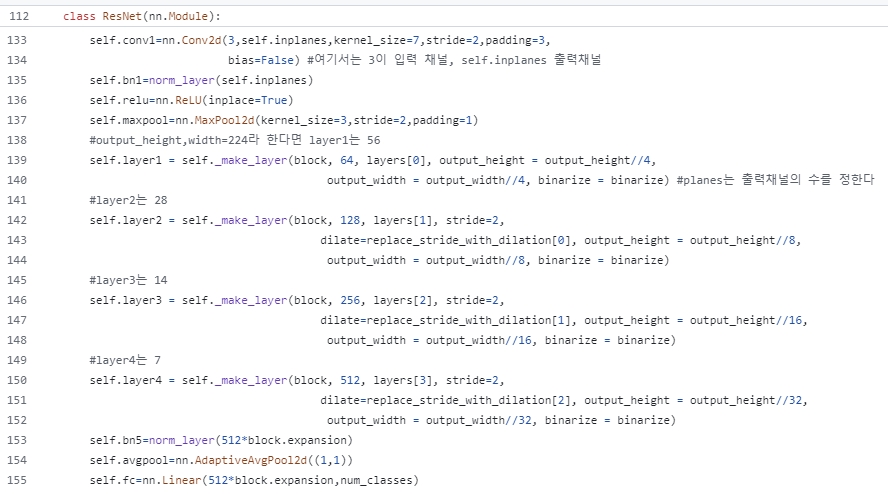 112 class ResNet(nn.Module):
133 self.conv1=nn.Conv2d(3,self.inplanes,kernel_size=7,stride=2,padding=3,
134 bias=False) #여기서는 3이 입력 채널, self.inplanes 출력채널
135 self.bn1=norm_layer(self.inplanes)
136 self.relu=nn.ReLU(inplace=True)
137 self.maxpool=nn.MaxPool2d(kernel_size=3,stride=2,padding=1)
138 #output_height,width=224라 한다면 layer1는 56
139 self.layer1 = self._make_layer(block, 64, layers[0], output_height = output_height//4,
140 output_width = output_width//4, binarize = binarize) #planes는 출력채널의 수를 정한다
141 #layer2는 28
142 self.layer2 = self._make_layer(block, 128, layers[1], stride=2,
143 dilate=replace_stride_with_dilation[0], output_height = output_height//8,
144 output_width = output_width//8, binarize = binarize)
145 #layer3는 14
146 self.layer3 = self._make_layer(block, 256, layers[2], stride=2,
147 dilate=replace_stride_with_dilation[1], output_height = output_height//16,
148 output_width = output_width//16, binarize = binarize)
149 #layer4는 7
150 self.layer4 = self._make_layer(block, 512, layers[3], stride=2,
151 dilate=replace_stride_with_dilation[2], output_height = output_height//32,
152 output_width = output_width//32, binarize = binarize)
153 self.bn5=norm_layer(512*block.expansion)
154 self.avgpool=nn.AdaptiveAvgPool2d((1,1))
155 self.fc=nn.Linear(512*block.expansion,num_classes)